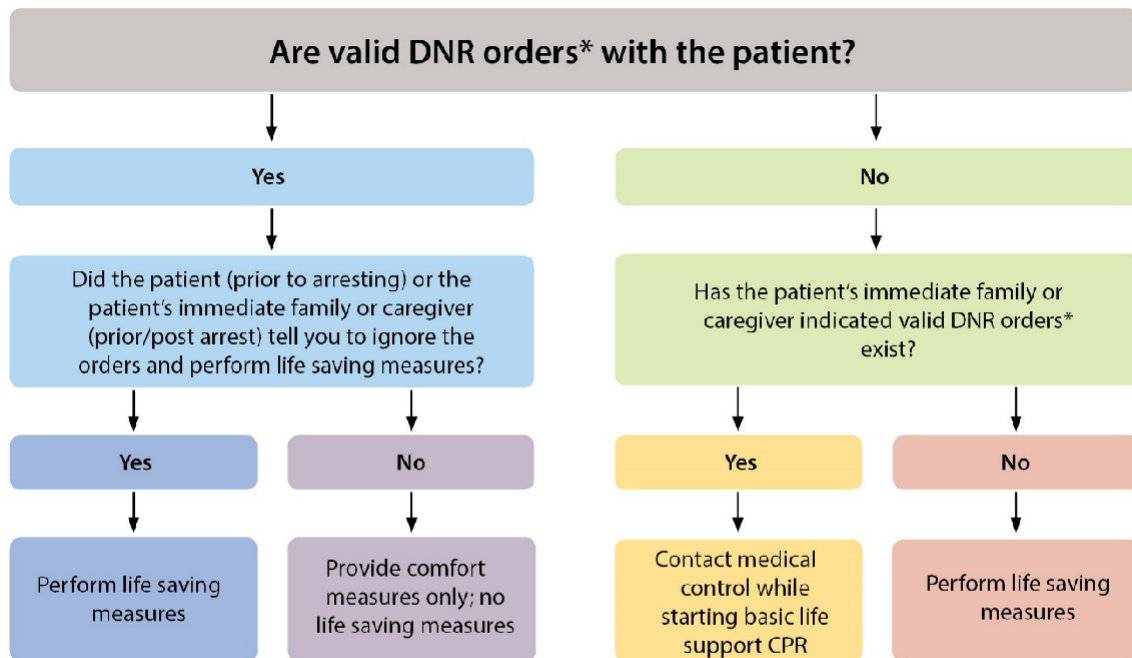 Are valid DNR orders* with the patient?
Yes
No
Did the patient (prior to arresting) or the
patient's immediate family or caregiver
(prior/post arrest) tell you to ignore the
orders and perform life saving measures?
Has the patient's immediate family or
caregiver indicated valid DNR orders*
exist?
Yes
No
Yes
No
Perform life saving
measures
Provide comfort
measures only; no
life saving measures
Contact medical
control while
starting basic life
support CPR
Perform life saving
measures